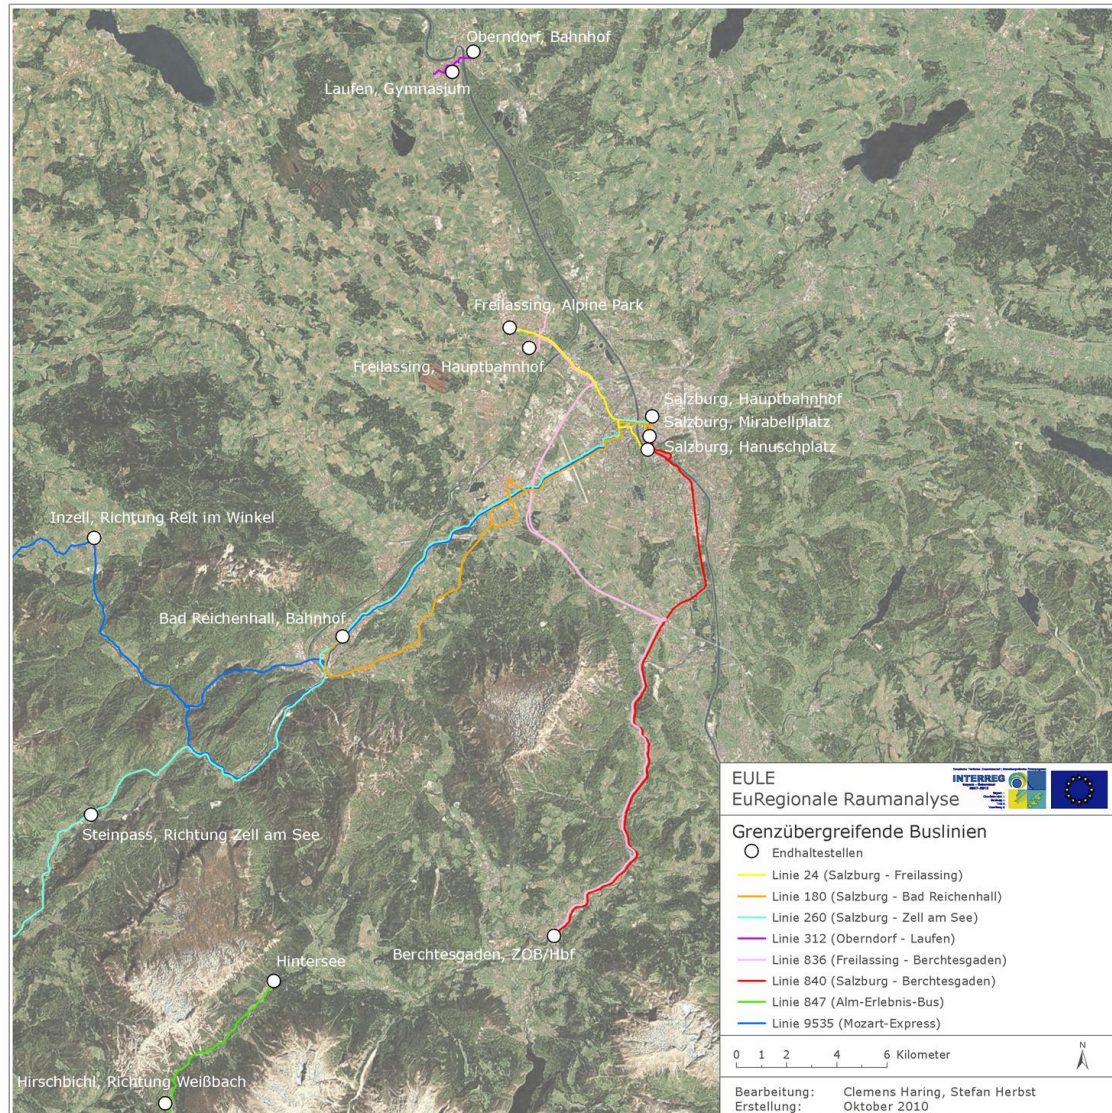 Oberndorf, Bahnhof
Laufen, Gymnasium
Freilassing, Alpine Park
Freilassing, Hauptbahnhof
Salzburg, Hauptbahnhof
Salzburg, Mirabellplatz
Salzburg, Hanuschplatz
Inzell, Richtung Reit im Winkel
Bad Reichenhall, Bahnhof
Steinpass, Richtung Zell am See
Berchtesgaden, ZOB/Hbf
Hintersee
Hirschbichl, Richtung Weißbach
EULE
EuRegionale Raumanalyse
INTERREG
Grenzübergreifende Buslinien
Endhaltestellen
Linie 24 (Salzburg - Freilassing)
Linie 180 (Salzburg - Bad Reichenhall)
Linie 260 (Salzburg - Zell am See)
Linie 312 (Oberndorf - Laufen)
Linie 836 (Freilassing - Berchtesgaden)
Linie 840 (Salzburg - Berchtesgaden)
Linie 847 (Alm-Erlebnis-Bus)
Linie 9535 (Mozart-Express)
0 1 2 4 6 Kilometer
N
Bearbeitung: Clemens Haring, Stefan Herbst
Erstellung: Oktober 2010